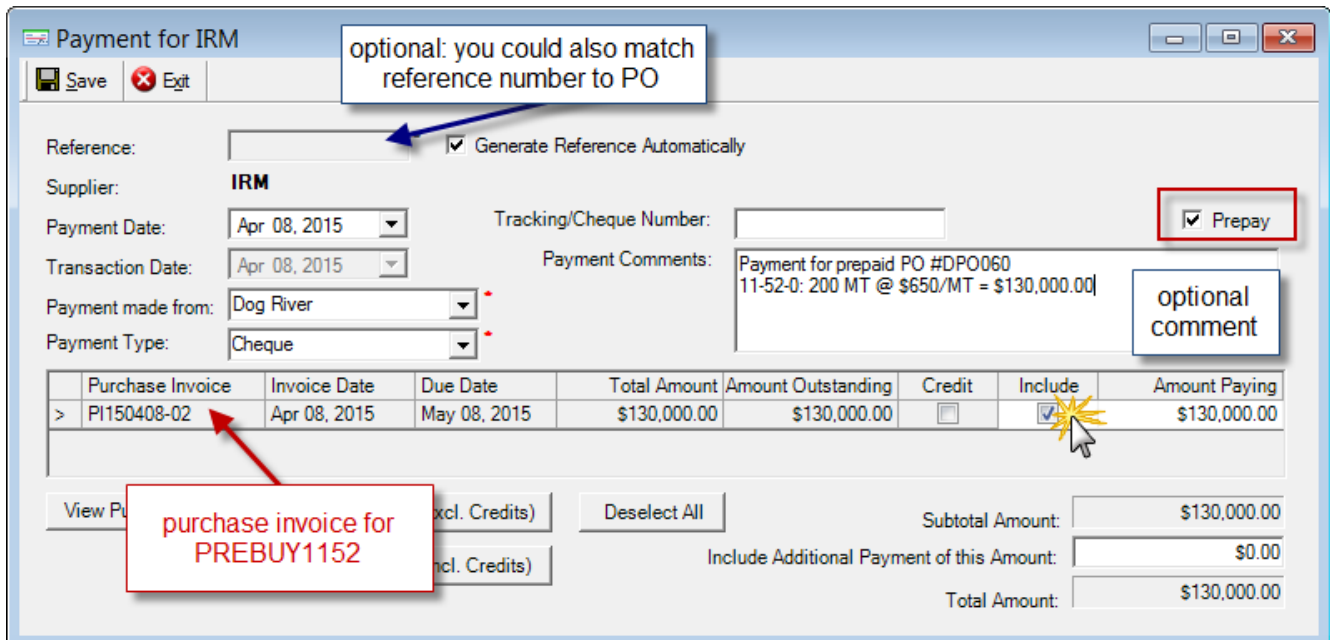 Payment for IRM
optional: you could also match
reference number to PO
Save Exit
Reference:
Generate Reference Automatically
Supplier: IRM
Payment Date: Apr 08, 2015
Tracking/Cheque Number:
Prepay
Transaction Date: Apr 08, 2015
Payment Comments:
Payment for prepaid PO #DPO060
11-52-0: 200 MT @ $650/MT = $130,000.00
optional
comment
Payment made from: Dog River *
Payment Type: Cheque *
Purchase Invoice Invoice Date Due Date Total Amount Amount Outstanding Credit Include Amount Paying
> PI150408-02 Apr 08, 2015 May 08, 2015 $130,000.00 $130,000.00 $130,000.00
View Credits) Deselect All
purchase invoice for
PREBUY1152
Credits)
Subtotal Amount: $130,000.00
Include Additional Payment of this Amount: $0.00
Total Amount: $130,000.00